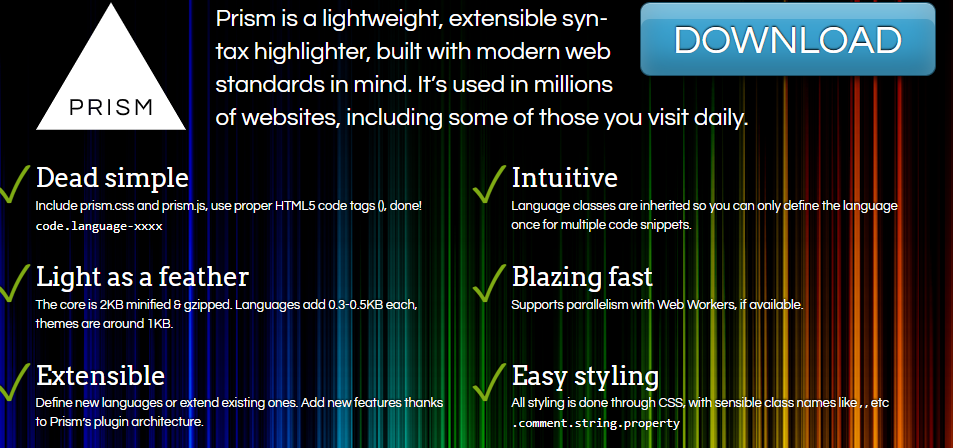 PRISM
Prism is a lightweight, extensible syn-
tax highlighter, built with modern web
standards in mind. It’s used in millions
of websites, including some of those you visit daily.
DOWNLOAD
Dead simple
Include prism.css and prism.js, use proper HTML5 code tags (), done!
code.language-xxxx
Intuitive
Language classes are inherited so you can only define the language
once for multiple code snippets.
Light as a feather
The core is 2KB minified & gzipped. Languages add 0.3-0.5KB each,
themes are around 1KB.
Blazing fast
Supports parallelism with Web Workers, if available.
Extensible
Define new languages or extend existing ones. Add new features thanks
to Prism’s plugin architecture.
Easy styling
All styling is done through CSS, with sensible class names like , , etc
.comment.string.property